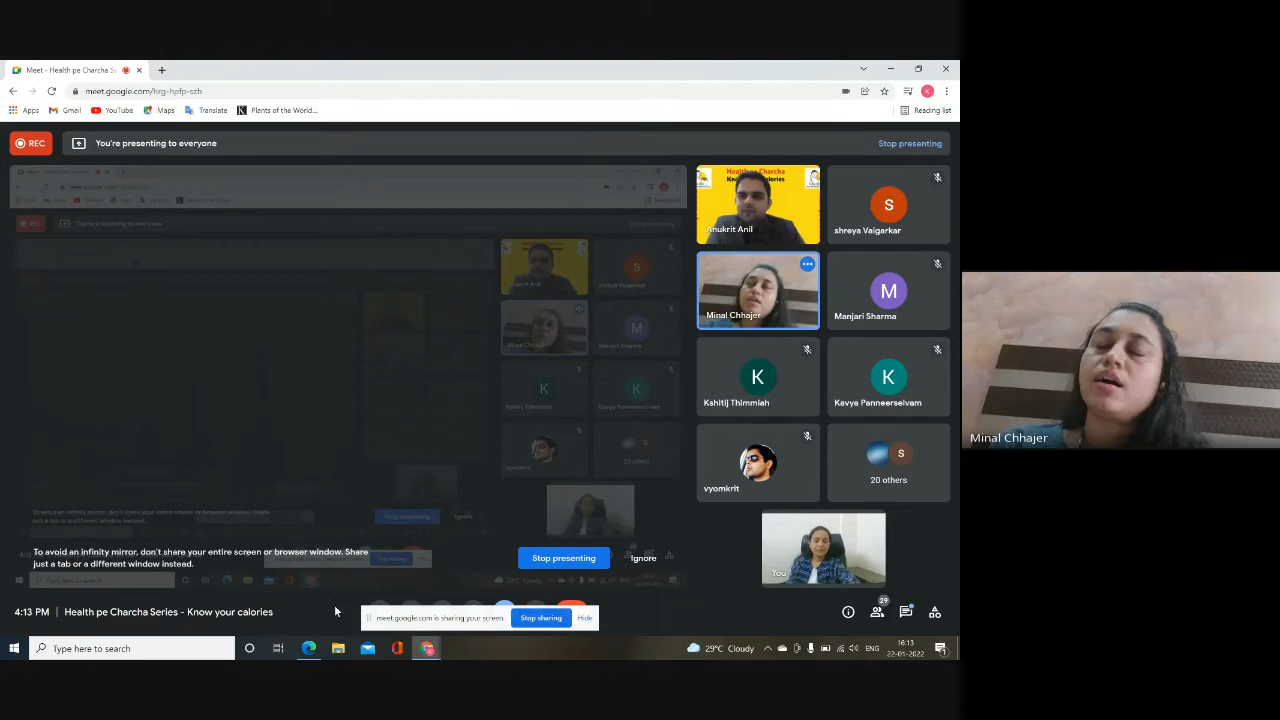 Meet - Health pe Charcha Se
meet.google.com/hrg-hpfp-szh
Apps
Gmail
YouTube
Maps
Translate
Plants of the World...
Reading list
REC
You're presenting to everyone
Stop presenting
Know
calories
Anukrit Anil
S
shreya Vaigarkar
Minal Chhajer
M
Manjari Sharma
K
Kshitij Thimmiah
K
Kavya Panneerselvam
vyomkrit
S
20 others
You
Minal Chhajer
To avoid an infinity mirror, don't share your entire screen or browser window. Share
just a tab or a different window instead.
Stop presenting
Ignore
4:13 PM | Health pe Charcha Series - Know your calories
meet.google.com is sharing your screen.
Stop sharing
Hide
29
Type here to search
29°C Cloudy
ENG
16:13
22-01-2022